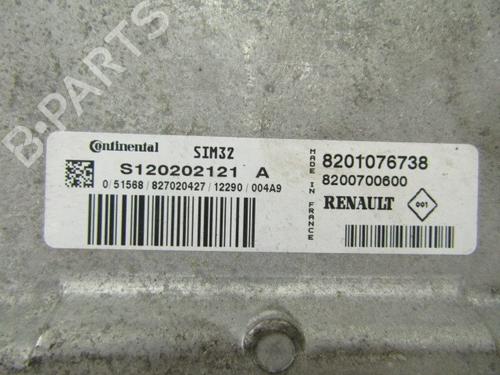 B-PARTS
Continental SIM32
S120202121 A
0/51568/827020427/12290/004A9
MADE IN FRANCE
8201076738
8200700600
RENAULT
001